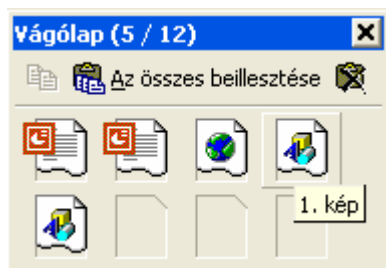 Vágólap (5 / 12)
Az összes beillesztése
1. kép